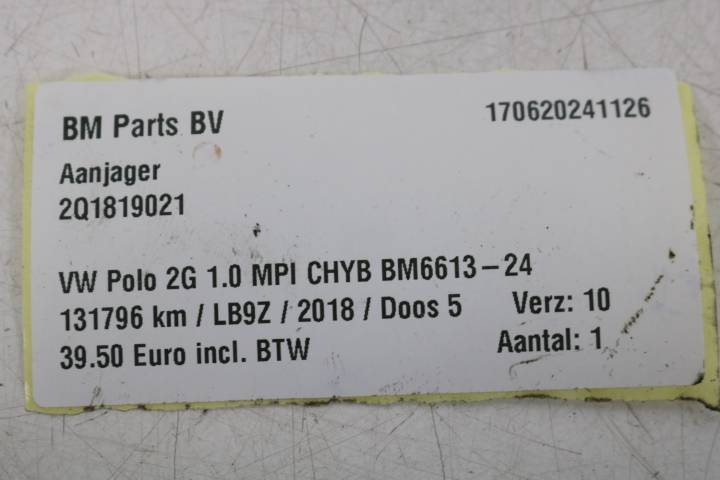 BM Parts BV 170620241126
Aanjager
2Q1819021
VW Polo 2G 1.0 MPI CHYB BM6613-24
131796 km / LB9Z / 2018 / Doos 5 Verz: 10
39.50 Euro incl. BTW Aantal: 1